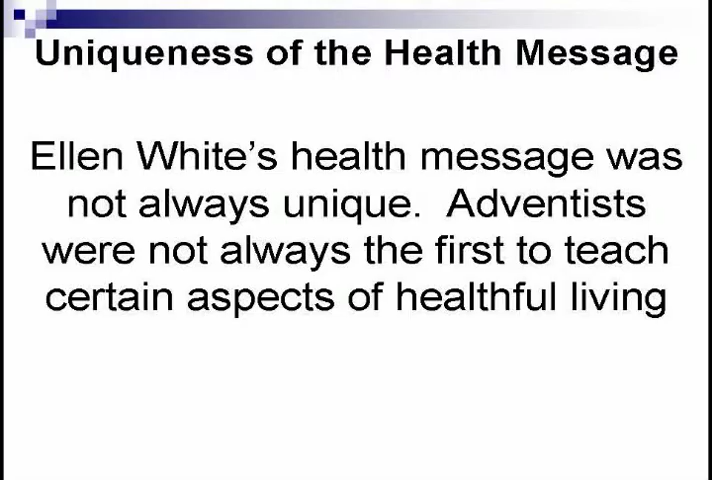 Uniqueness of the Health Message
Ellen White’s health message was
not always unique.  Adventists
were not always the first to teach
certain aspects of healthful living